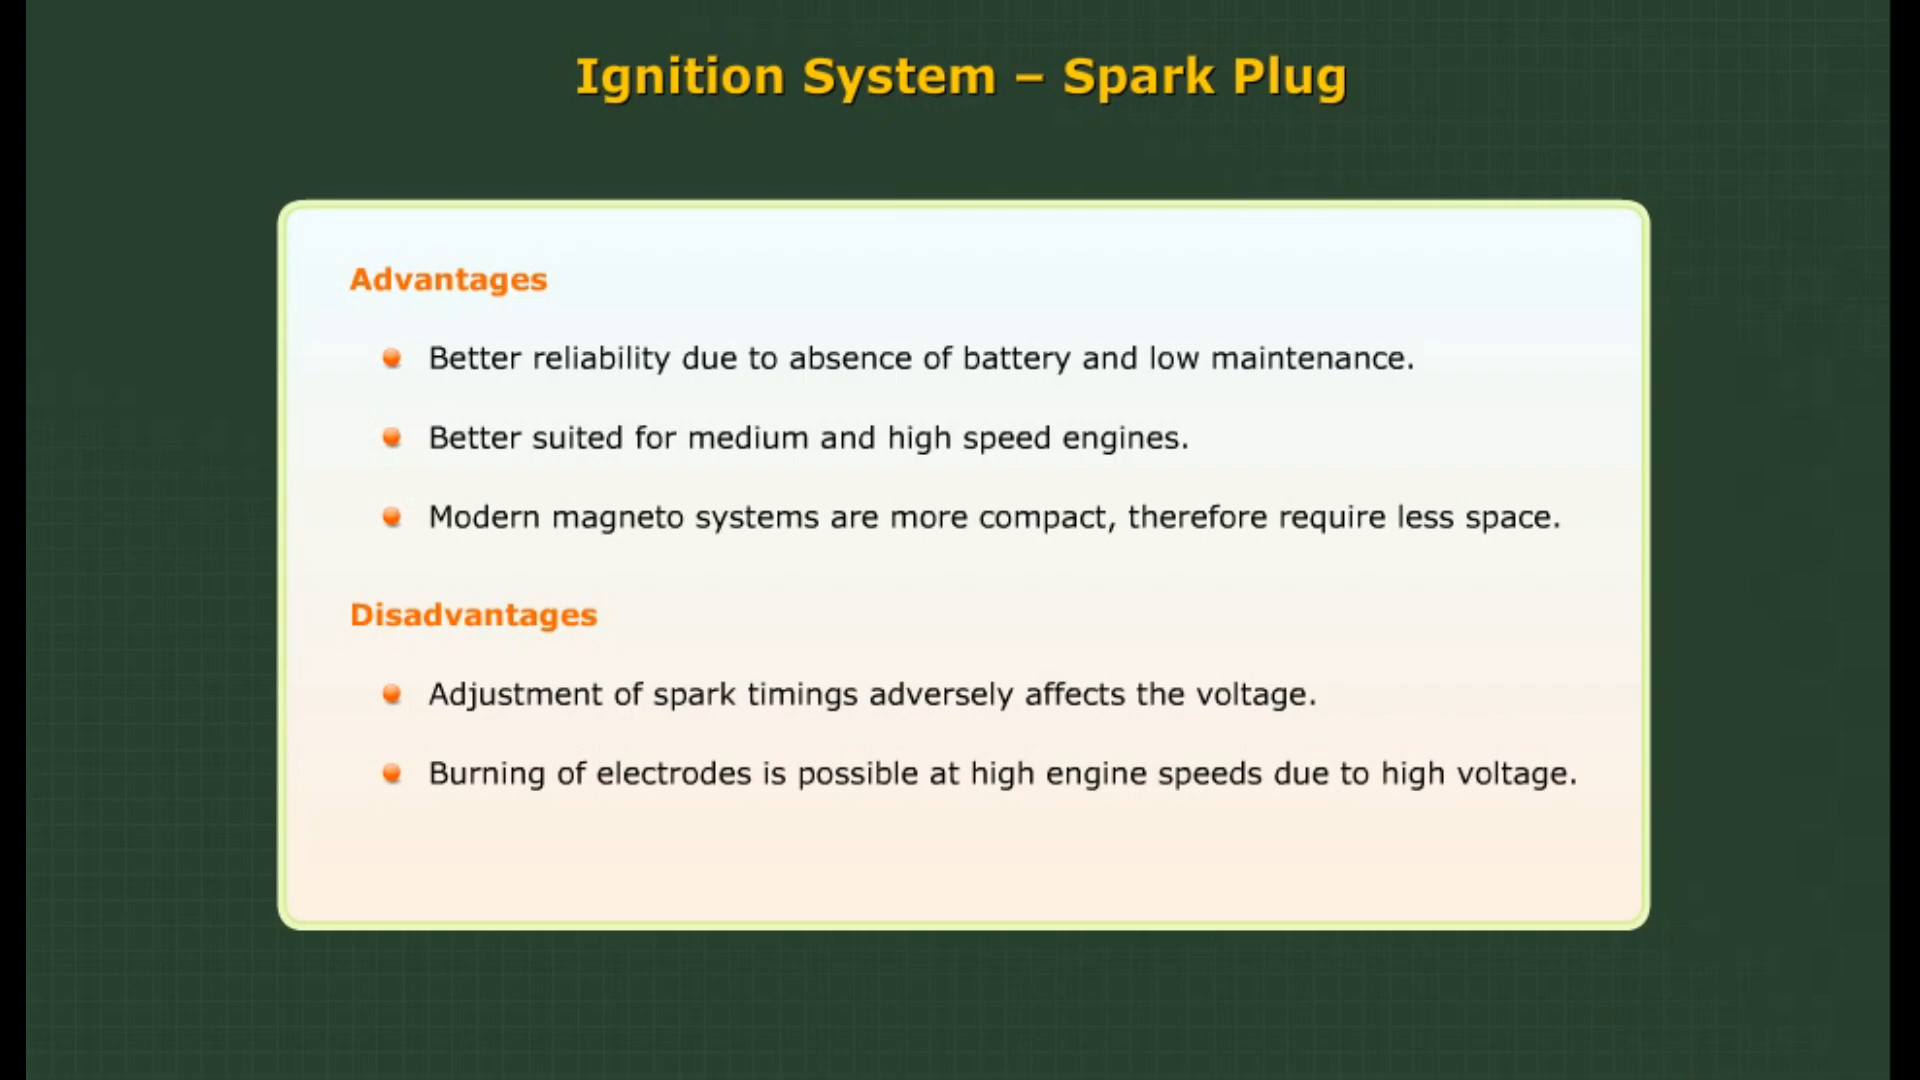 Ignition System – Spark Plug
Advantages
Better reliability due to absence of battery and low maintenance.
Better suited for medium and high speed engines.
Modern magneto systems are more compact, therefore require less space.
Disadvantages
Adjustment of spark timings adversely affects the voltage.
Burning of electrodes is possible at high engine speeds due to high voltage.